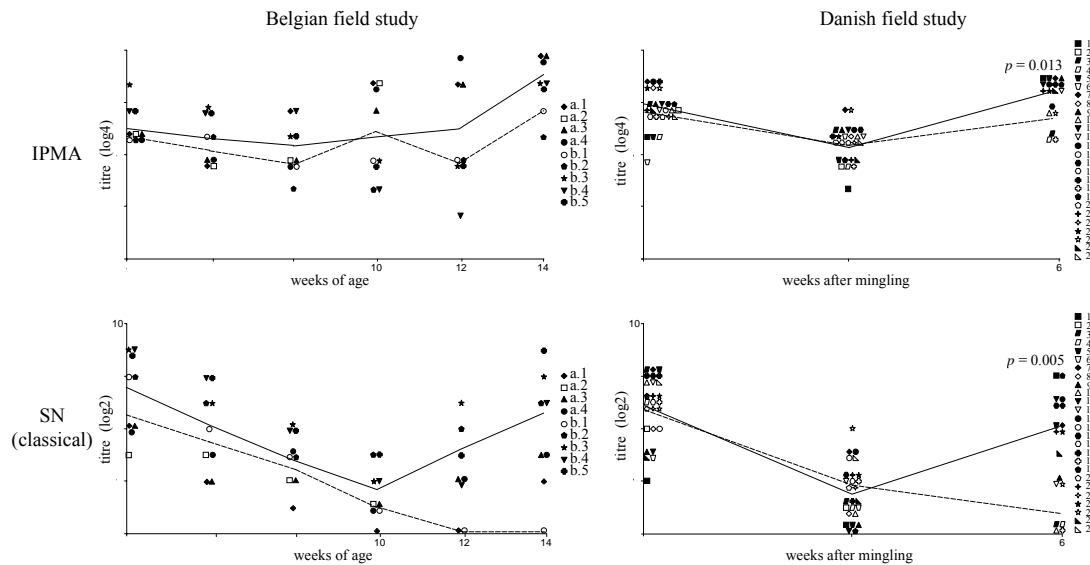 Belgian field study
Danish field study
IPMA
titre (log4)
10
12
14
weeks of age
a.1
a.2
a.3
a.4
b.1
b.2
b.3
b.4
b.5
titre (log4)
p = 0.013
6
weeks after mingling
SN
(classical)
titre (log2)
10
10
12
14
weeks of age
a.1
a.2
a.3
a.4
b.1
b.2
b.3
b.4
b.5
titre (log2)
10
p = 0.005
6
weeks after mingling